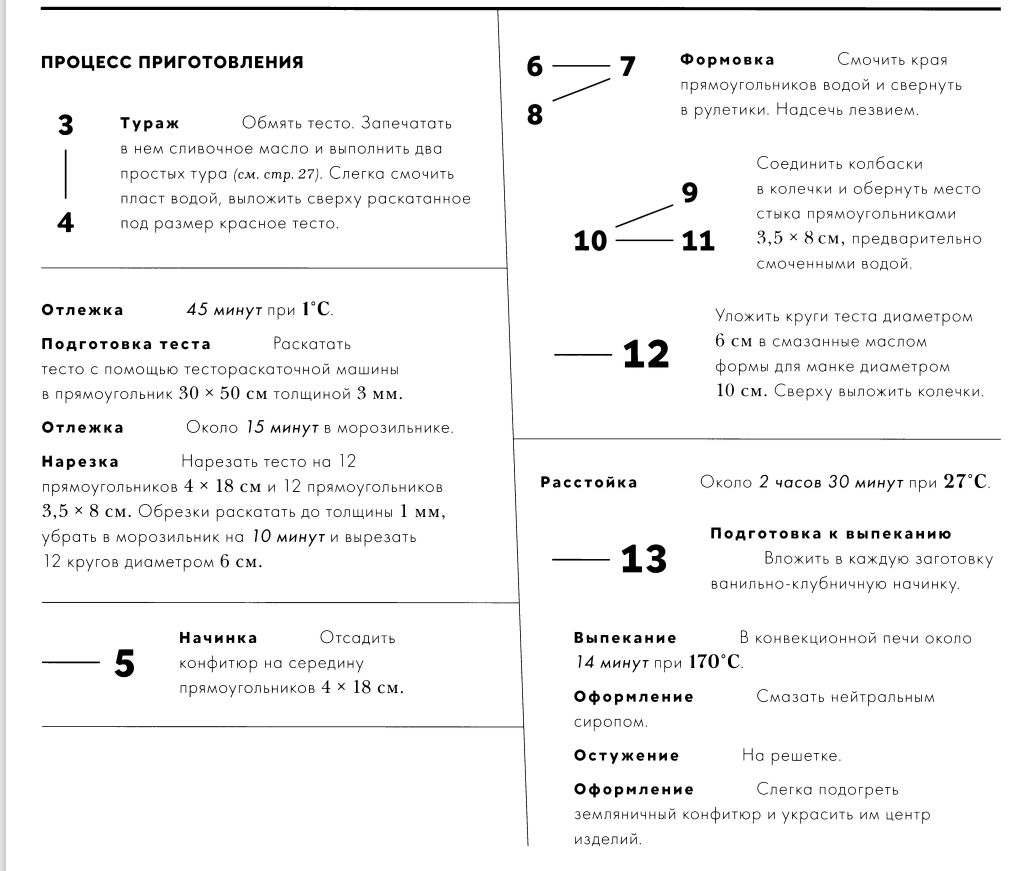 ПРОЦЕСС ПРИГОТОВЛЕНИЯ
3
4
Тураж Обмять тесто. Запечатать
в нем сливочное масло и выполнить два
простых тура (см. стр. 27). Слегка смочить
пласт водой, выложить сверху раскатанное
под размер красное тесто.
Отлежка 45 минут при 1°C.
Подготовка теста Раскатать
тесто с помощью тестораскаточной машины
в прямоугольник 30 × 50 см толщиной 3 мм.
Отлежка Около 15 минут в морозильнике.
Нарезка Нарезать тесто на 12
прямоугольников 4 × 18 см и 12 прямоугольников
3,5 × 8 см. Обрезки раскатать до толщины 1 мм,
убрать в морозильник на 10 минут и вырезать
12 кругов диаметром 6 см.
5
Начинка Отсадить
конфитюр на середину
прямоугольников 4 × 18 см.
6 7
8
Формовка Смочить края
прямоугольников водой и свернуть
в рулетики. Надсечь лезвием.
9
10 11
Соединить колбаски
в колечки и обернуть место
стыка прямоугольниками
3,5 × 8 см, предварительно
смоченными водой.
12
Уложить круги теста диаметром
6 см в смазанные маслом
формы для манке диаметром
10 см. Сверху выложить колечки.
Расстойка Около 2 часов 30 минут при 27°C.
13
Подготовка к выпеканию
Вложить в каждую заготовку
ванильно-клубничную начинку.
Выпекание В конвекционной печи около
14 минут при 170°C.
Оформление Смазать нейтральным
сиропом.
Остужение На решетке.
Оформление Слегка подогреть
земляничный конфитюр и украсить им центр
изделий.